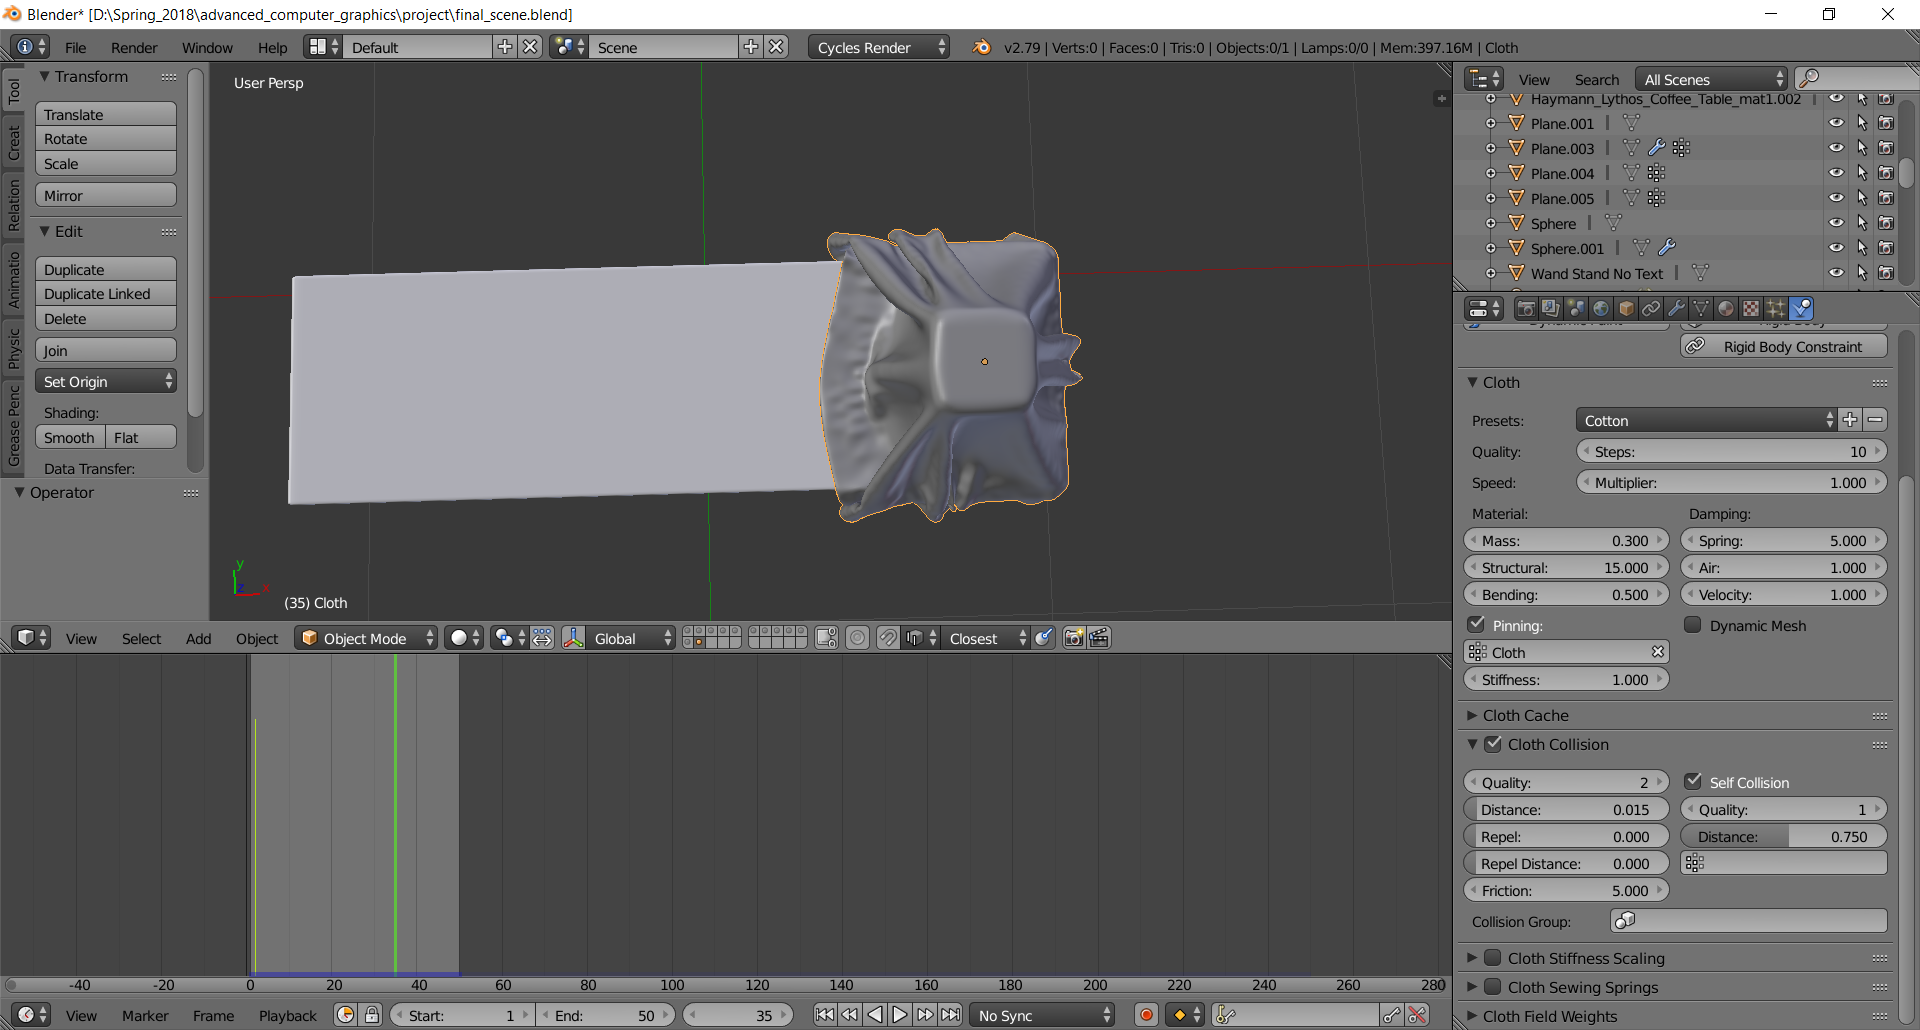 Blender* [D:\Spring_2018\advanced_computer_graphics\project\final_scene.blend]
File Render Window Help Default Scene Cycles Render v2.79 | Verts:0 | Faces:0 | Tris:0 | Objects:0/1 | Lamps:0/0 | Mem:397.16M | Cloth
Tool
Creat
Relation
Animatio
Physic
Grease Penc
Transform
Translate
Rotate
Scale
Mirror
Edit
Duplicate
Duplicate Linked
Delete
Join
Set Origin
Shading:
Smooth Flat
Data Transfer:
Operator
User Persp
y
z x
(35) Cloth
View Select Add Object Object Mode Global Closest
-40 -20 0 20 40 60 80 100 120 140 160 180 200 220 240 260 280
View Marker Frame Playback Start: 1 End: 50 35 No Sync
View Search All Scenes
Haymann_Lythos_Coffee_Table_mat1.002
Plane.001
Plane.003
Plane.004
Plane.005
Sphere
Sphere.001
Wand Stand No Text
Dynamic Paint Rigid Body
Rigid Body Constraint
Cloth
Presets: Cotton
Quality: Steps: 10
Speed: Multiplier: 1.000
Material: Damping:
Mass: 0.300 Spring: 5.000
Structural: 15.000 Air: 1.000
Bending: 0.500 Velocity: 1.000
Pinning: Dynamic Mesh
Cloth
Stiffness: 1.000
Cloth Cache
Cloth Collision
Quality: 2 Self Collision
Distance: 0.015 Quality: 1
Repel: 0.000 Distance: 0.750
Repel Distance: 0.000
Friction: 5.000
Collision Group:
Cloth Stiffness Scaling
Cloth Sewing Springs
Cloth Field Weights